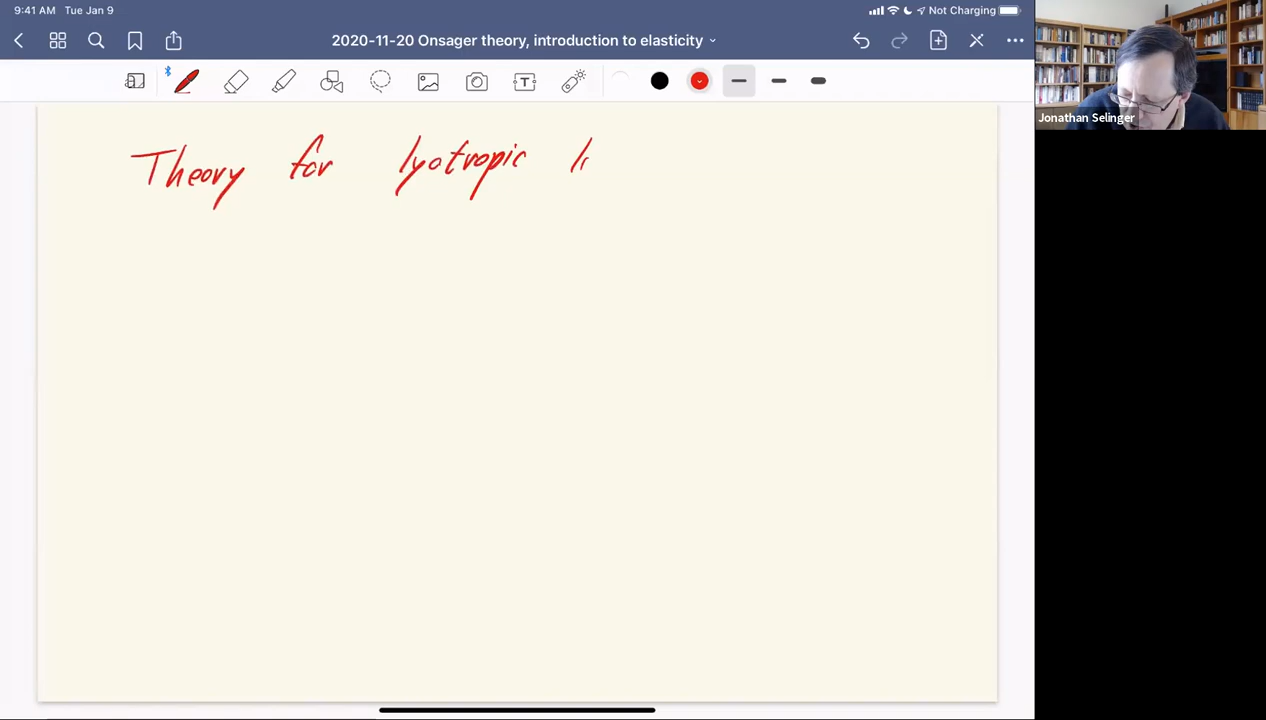 9:41 AM Tue Jan 9
Not Charging
2020-11-20 Onsager theory, introduction to elasticity
T
Jonathan Selinger
Theory for lyotropic li